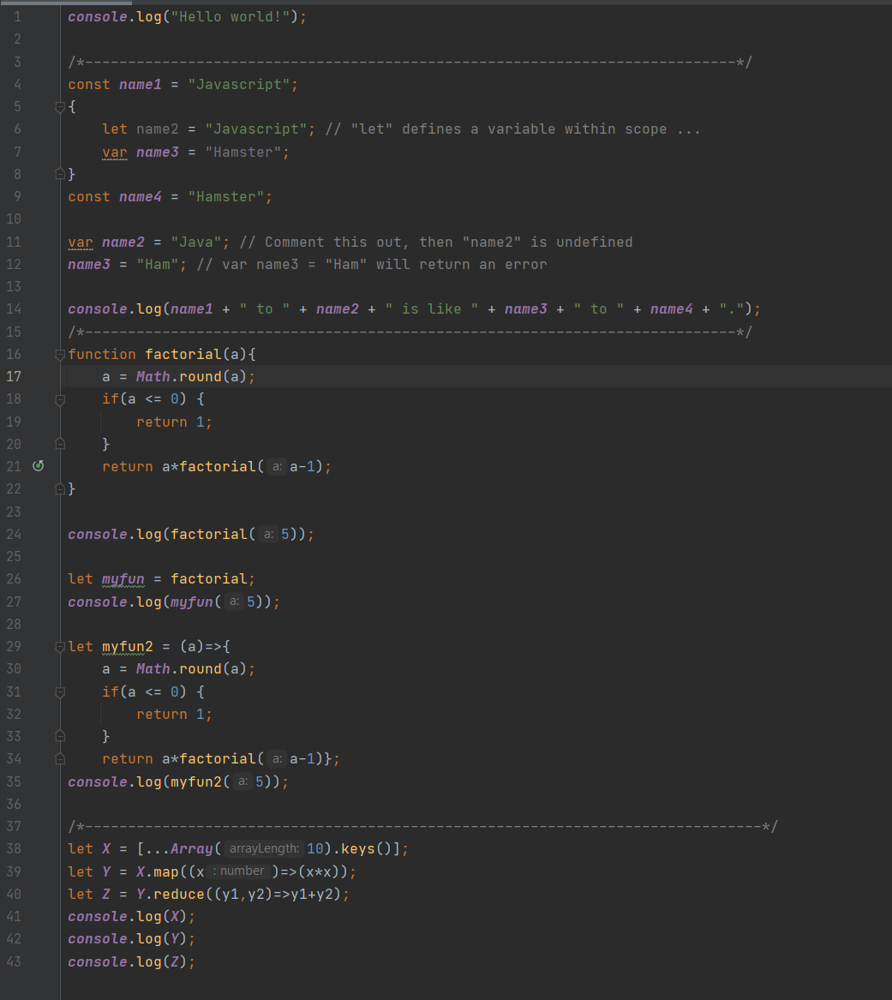 1 console.log("Hello world!");
2
3 /*----------------------------------------------------------------------------*/
4 const name1 = "Javascript";
5 {
6     let name2 = "Javascript"; // "let" defines a variable within scope ...
7     var name3 = "Hamster";
8 }
9 const name4 = "Hamster";
10
11 var name2 = "Java"; // Comment this out, then "name2" is undefined
12 name3 = "Ham"; // var name3 = "Ham" will return an error
13
14 console.log(name1 + " to " + name2 + " is like " + name3 + " to " + name4 + ".");
15 /*----------------------------------------------------------------------------*/
16 function factorial(a){
17     a = Math.round(a);
18     if(a <= 0) {
19         return 1;
20     }
21     return a*factorial( a: a-1);
22 }
23
24 console.log(factorial( a: 5));
25
26 let myfun = factorial;
27 console.log(myfun( a: 5));
28
29 let myfun2 = (a)=>{
30     a = Math.round(a);
31     if(a <= 0) {
32         return 1;
33     }
34     return a*factorial( a: a-1)};
35 console.log(myfun2( a: 5));
36
37 /*-------------------------------------------------------------------------------*/
38 let X = [...Array( arrayLength: 10).keys()];
39 let Y = X.map((x : number )=>(x*x));
40 let Z = Y.reduce((y1,y2)=>y1+y2);
41 console.log(X);
42 console.log(Y);
43 console.log(Z);